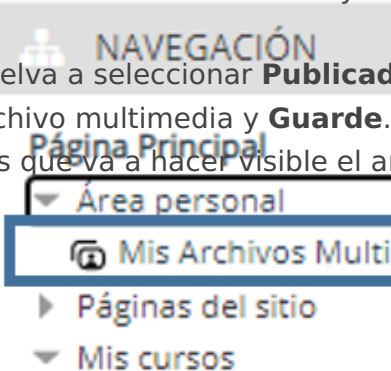 NAVEGACIÓN
elva a seleccionar Publicad
chivo multimedia y Guarde.
Página Principal
s que va a hacer visible el a
Área personal
Mis Archivos Multi
Páginas del sitio
Mis cursos